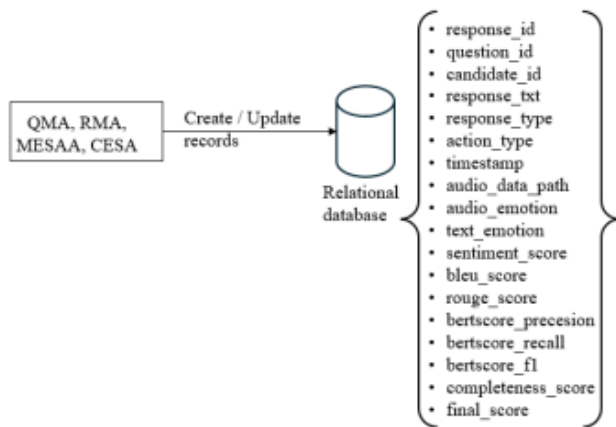 QMA, RMA,
MESAA, CESA
Create / Update
records
Relational
database
• response_id
• question_id
• candidate_id
• response_txt
• response_type
• action_type
• timestamp
• audio_data_path
• audio_emotion
• text_emotion
• sentiment_score
• bleu_score
• rouge_score
• bertscore_precesion
• bertscore_recall
• bertscore_f1
• completeness_score
• final_score